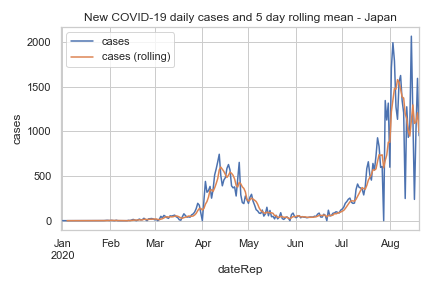 New COVID-19 daily cases and 5 day rolling mean - Japan
cases
cases (rolling)
2000
1500
1000
500
0
cases
Jan Feb Mar Apr May Jun Jul Aug
2020
dateRep